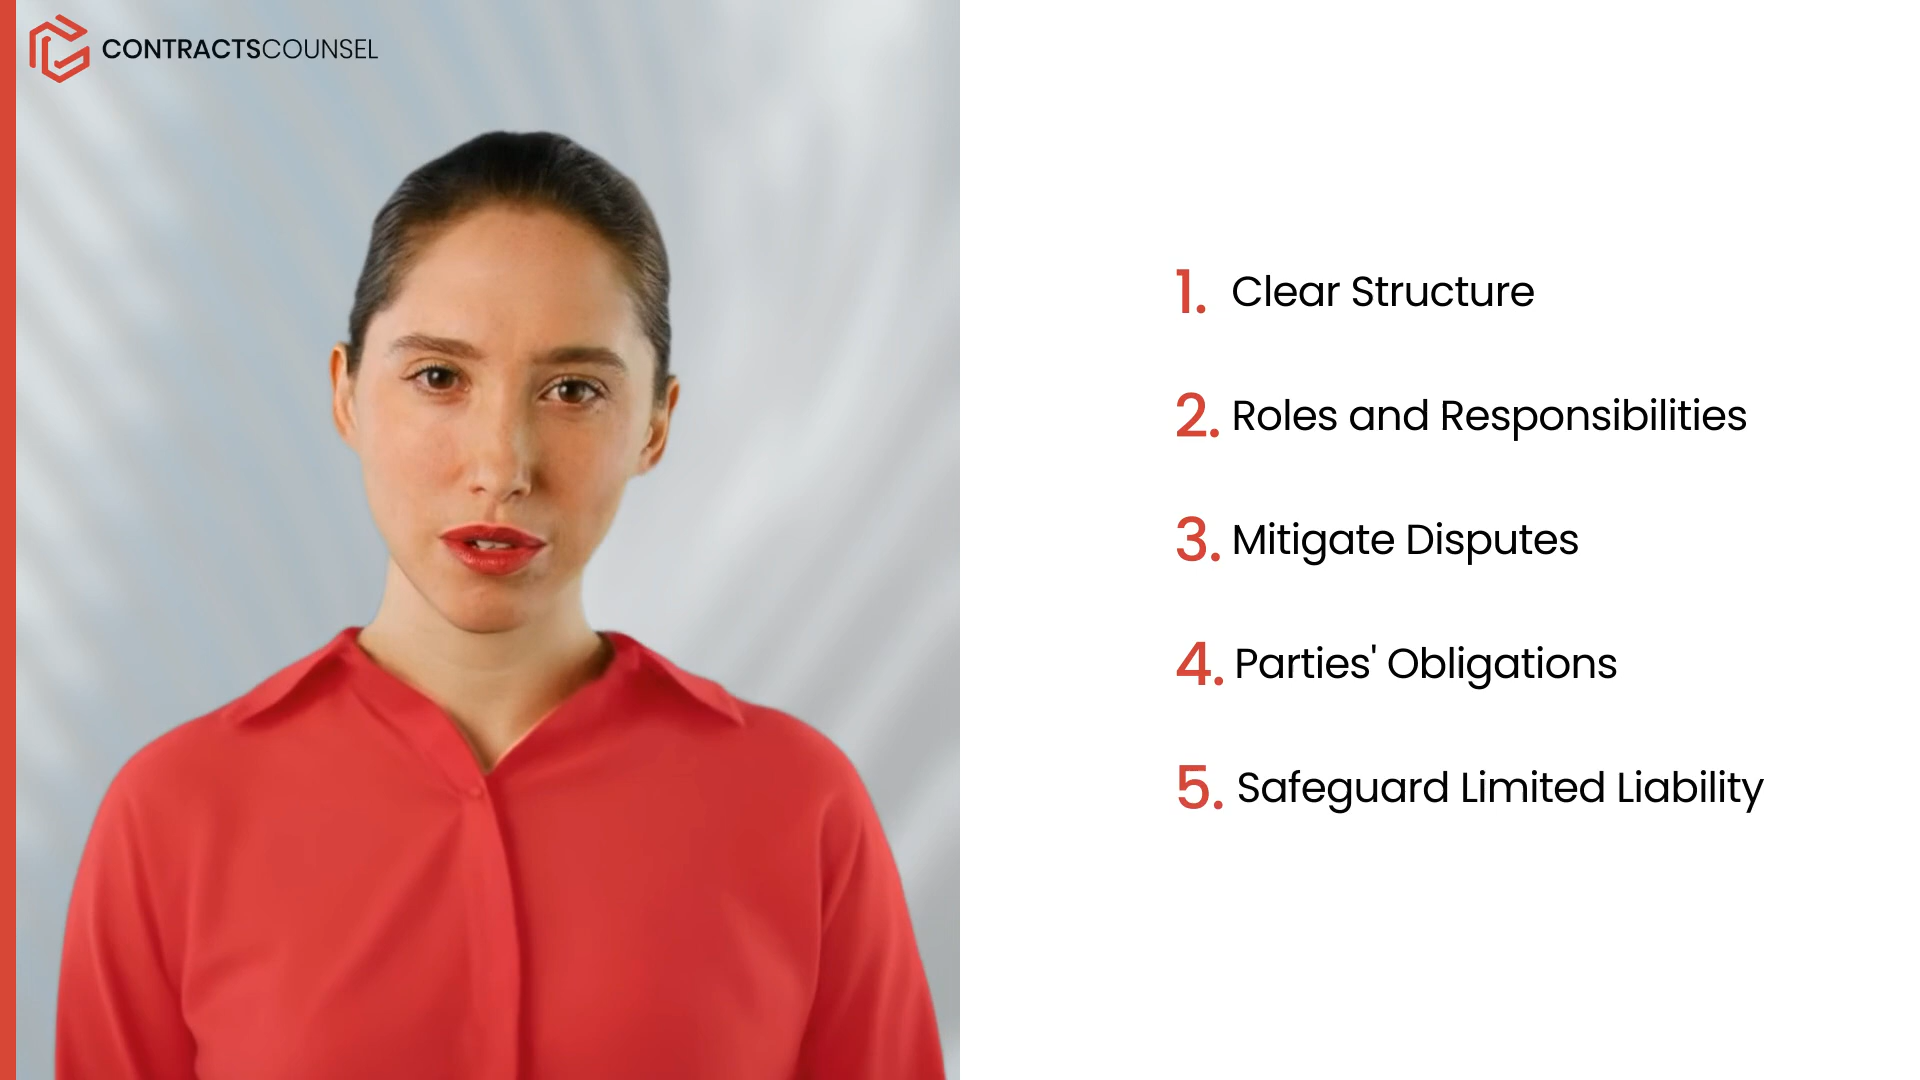 CONTRACTSCOUNSEL
1. Clear Structure
2. Roles and Responsibilities
3. Mitigate Disputes
4. Parties' Obligations
5. Safeguard Limited Liability